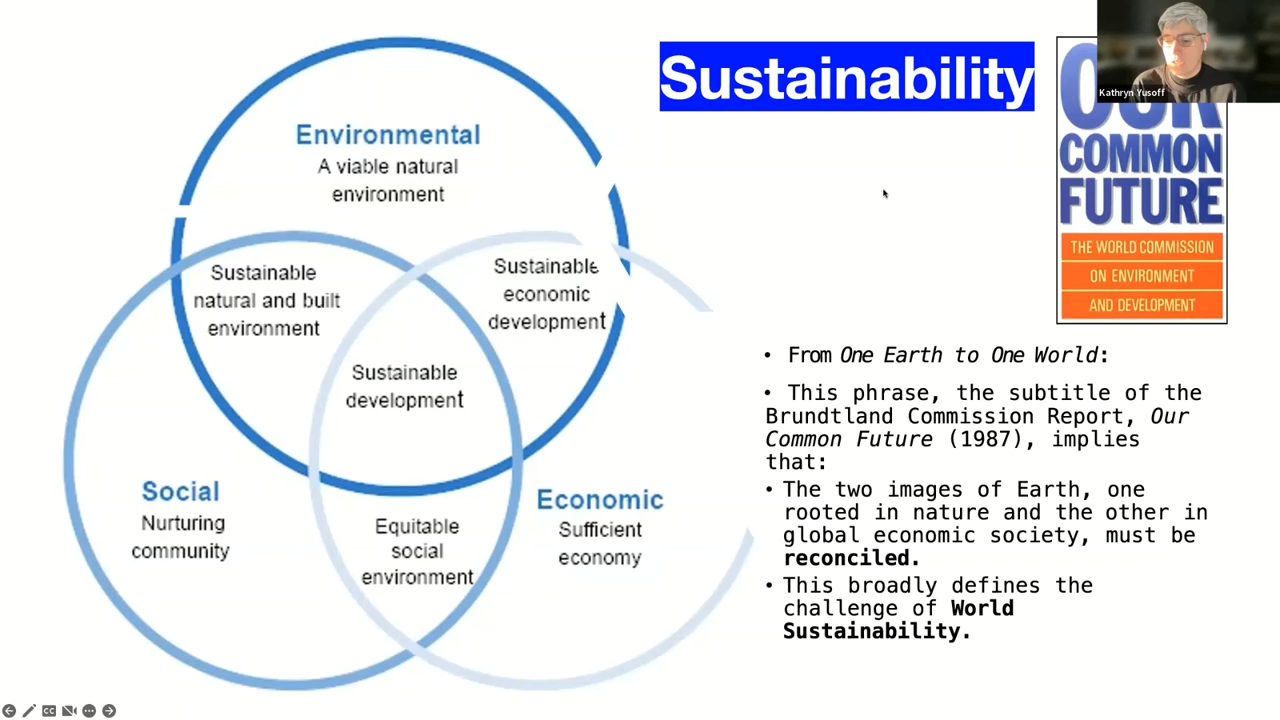 Sustainability
Kathryn Yusoff
OUR
COMMON
FUTURE
THE WORLD COMMISSION
ON ENVIRONMENT
AND DEVELOPMENT
Environmental
A viable natural
environment
Sustainable
natural and built
environment
Sustainable
economic
development
Sustainable
development
Social
Nurturing
community
Economic
Sufficient
economy
Equitable
social
environment
• From One Earth to One World:
• This phrase, the subtitle of the
Brundtland Commission Report, Our
Common Future (1987), implies
that:
• The two images of Earth, one
rooted in nature and the other in
global economic society, must be
reconciled.
• This broadly defines the
challenge of World
Sustainability.
CC